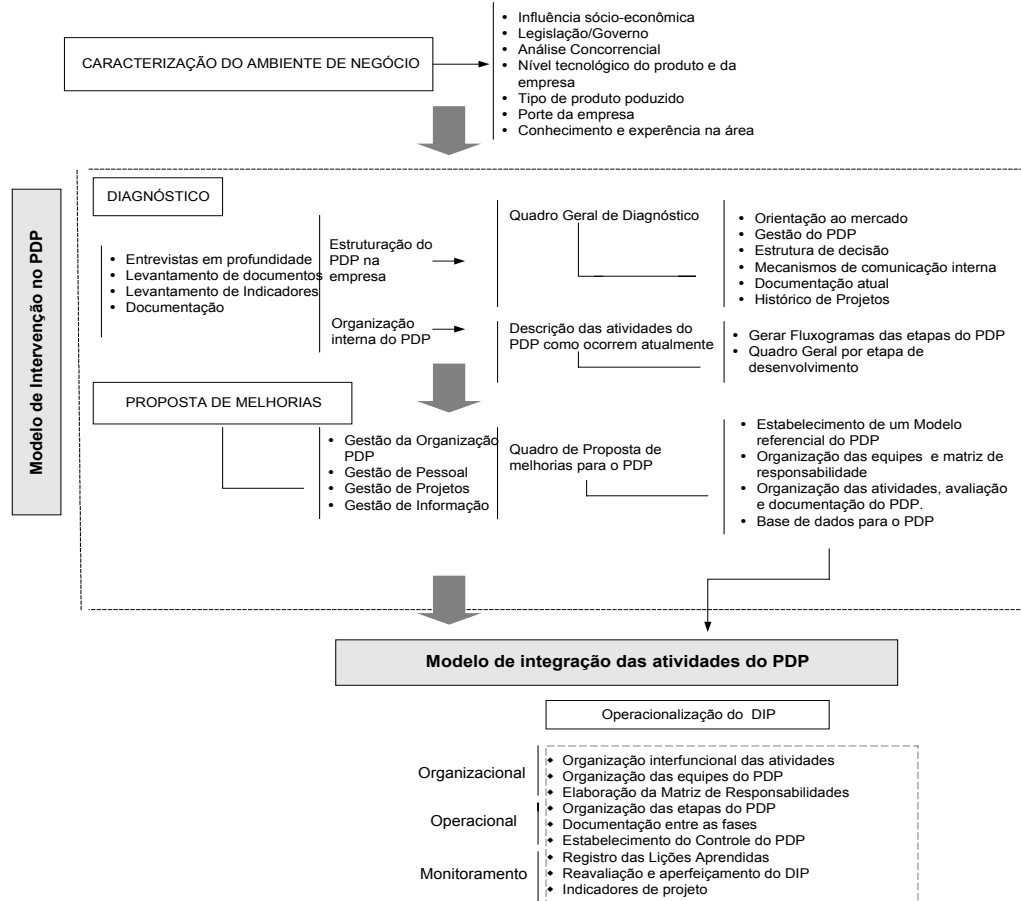 • Influência sócio-econômica
• Legislação/Governo
• Análise Concorrencial
• Nível tecnológico do produto e da
empresa
• Tipo de produto poduzido
• Porte da empresa
• Conhecimento e experência na área
CARACTERIZAÇÃO DO AMBIENTE DE NEGÓCIO
Modelo de Intervenção no PDP
DIAGNÓSTICO
• Entrevistas em profundidade
• Levantamento de documentos
• Levantamento de Indicadores
• Documentação
Estruturação do
PDP na
empresa
Organização
interna do PDP
Quadro Geral de Diagnóstico
• Orientação ao mercado
• Gestão do PDP
• Estrutura de decisão
• Mecanismos de comunicação interna
• Documentação atual
• Histórico de Projetos
Descrição das atividades do
PDP como ocorrem atualmente
• Gerar Fluxogramas das etapas do PDP
• Quadro Geral por etapa de
desenvolvimento
PROPOSTA DE MELHORIAS
• Gestão da Organização
PDP
• Gestão de Pessoal
• Gestão de Projetos
• Gestão de Informação
Quadro de Proposta de
melhorias para o PDP
• Estabelecimento de um Modelo
referencial do PDP
• Organização das equipes e matriz de
responsabilidade
• Organização das atividades, avaliação
e documentação do PDP.
• Base de dados para o PDP
Modelo de integração das atividades do PDP
Operacionalização do DIP
Organizacional
◆ Organização interfuncional das atividades
◆ Organização das equipes do PDP
◆ Elaboração da Matriz de Responsabilidades
Operacional
◆ Organização das etapas do PDP
◆ Documentação entre as fases
◆ Estabelecimento do Controle do PDP
Monitoramento
◆ Registro das Lições Aprendidas
◆ Reavaliação e aperfeiçamento do DIP
◆ Indicadores de projeto